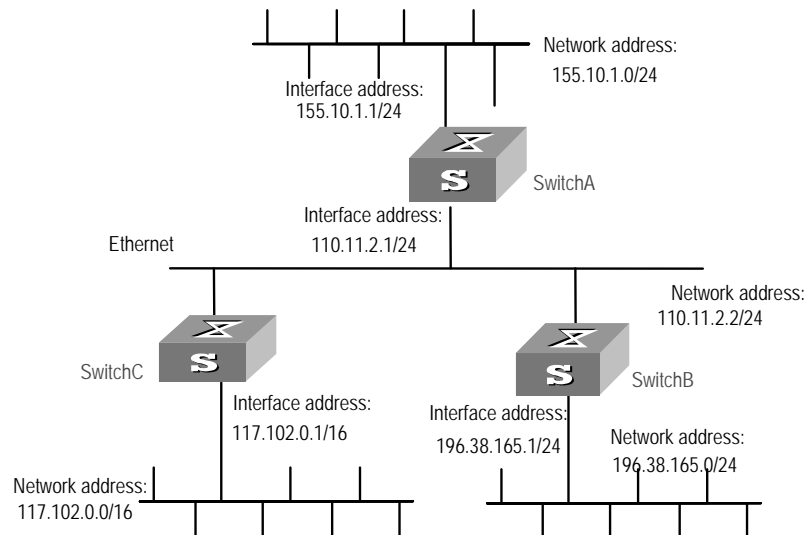 Network address:
155.10.1.0/24
Interface address:
155.10.1.1/24
S
SwitchA
Interface address:
110.11.2.1/24
Ethernet
Network address:
110.11.2.2/24
S
SwitchC
S
SwitchB
Interface address:
117.102.0.1/16
Interface address:
196.38.165.1/24
Network address:
196.38.165.0/24
Network address:
117.102.0.0/16